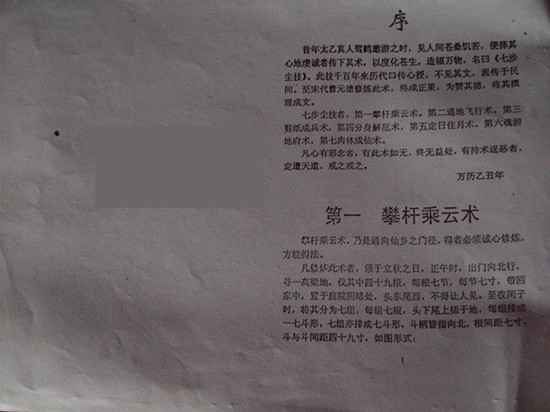 序
昔年太乙真人驾鹤遨游之时，见人间苍桑饥苦，便择其
心地虔诚者传下其术，以度化苍生，造福万物，名曰《七步
尘技》。此技千百年来历代口传心授，不见其文，流传于民
间。至宋代曹元德修炼此术，终成正果，为赞其德，将其撰
理成文。
七步尘技者，第一攀杆乘云术。第二遁地飞行术。第三
剪纸成兵术。第四分身解厄术。第五定日住月术。第六魂游
地府术。第七肉体成仙术。
凡心有邪念者，有此术如无，终无益处，有持术逞恶者，
定遭天遣，戒之戒之。
万历乙丑年
第一 攀杆乘云术
攀杆乘云术，乃是通向仙乡之门径，得者必须诚心修炼，
方能得法。
凡修炼此术者，须于立秋之日，正午时，出门向北行，
寻一高粱地，伐其中四十九根，每根七节，每节七寸，带回
家中，置于庭院阴暗处，头东尾西，不得让人见。至夜间子
时，将其分为七组，每组七根，头下尾上插于地，每组排成
一七斗形，七组亦排成七斗形，斗柄皆指向北，根间距七寸，
斗与斗间距四十九寸，如图形式：
1